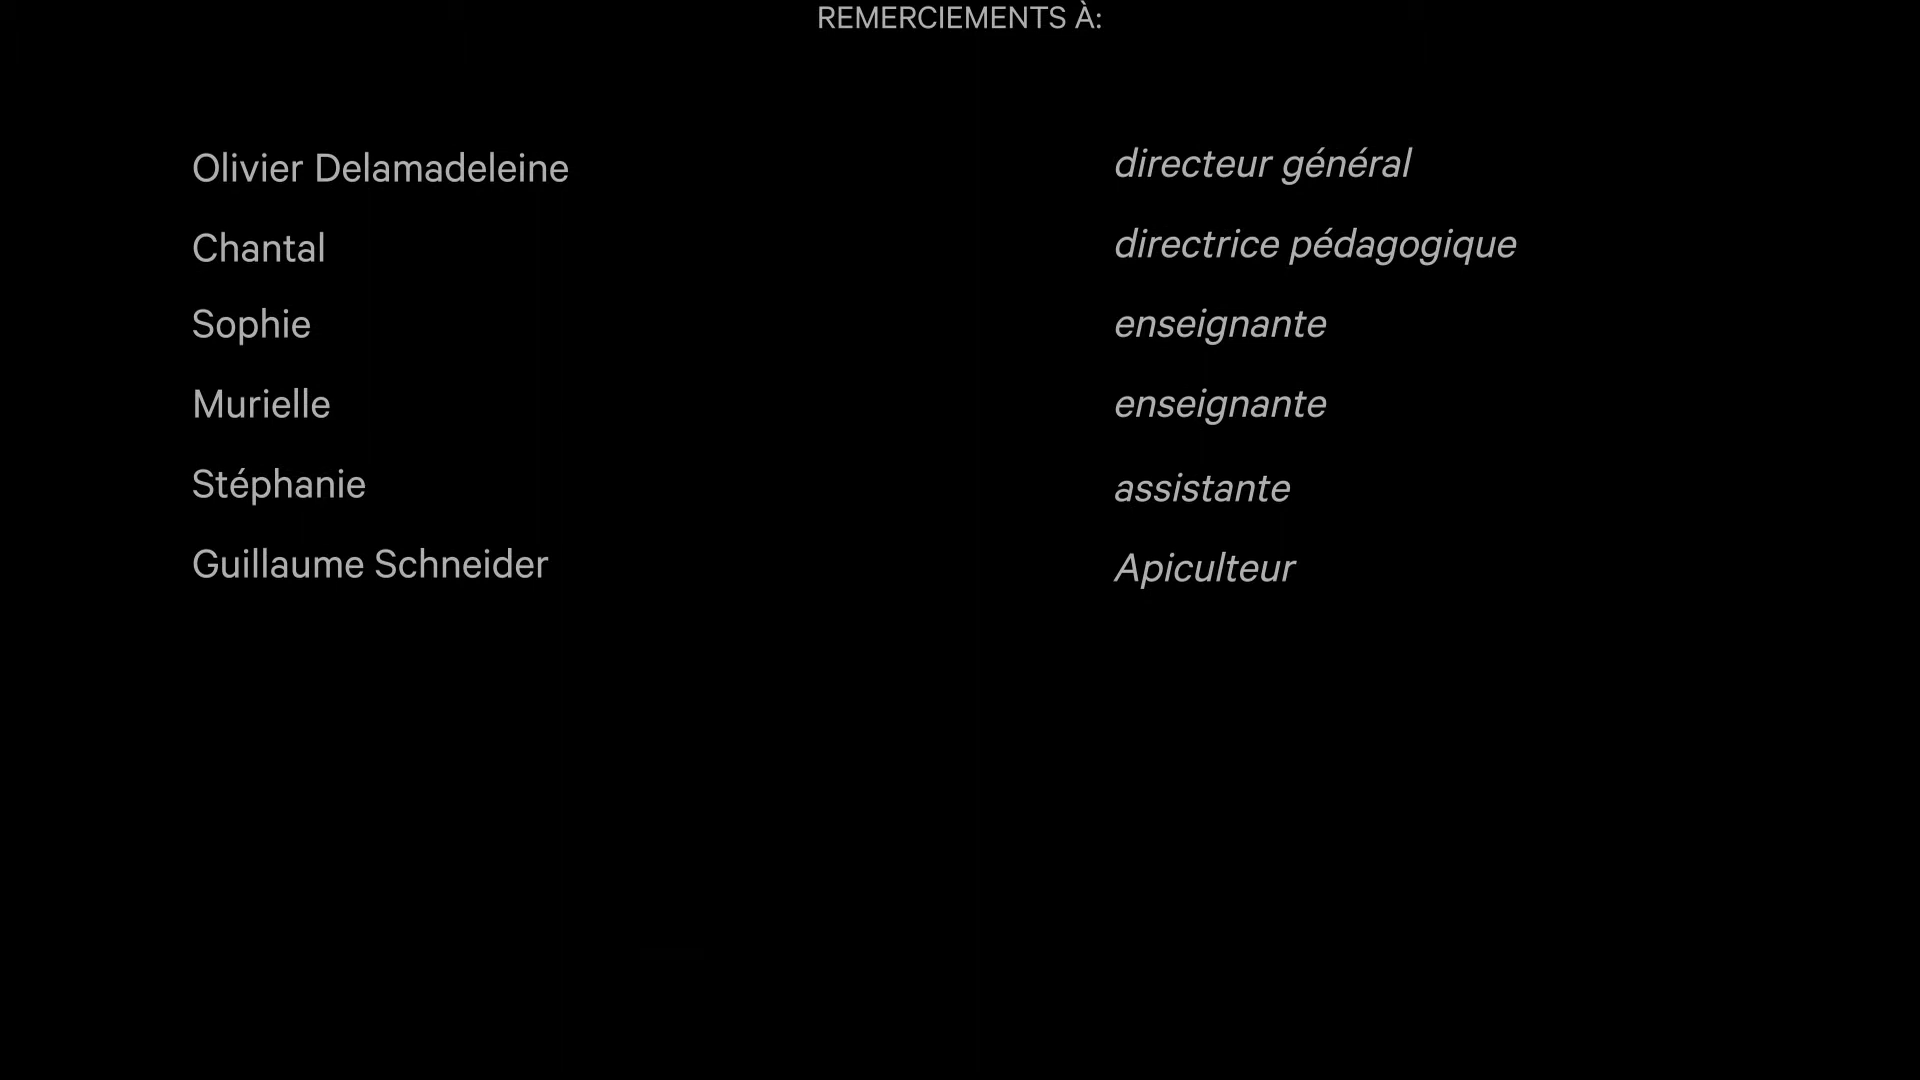 REMERCIEMENTS À:
Olivier Delamadeleine directeur général
Chantal directrice pédagogique
Sophie enseignante
Murielle enseignante
Stéphanie assistante
Guillaume Schneider Apiculteur